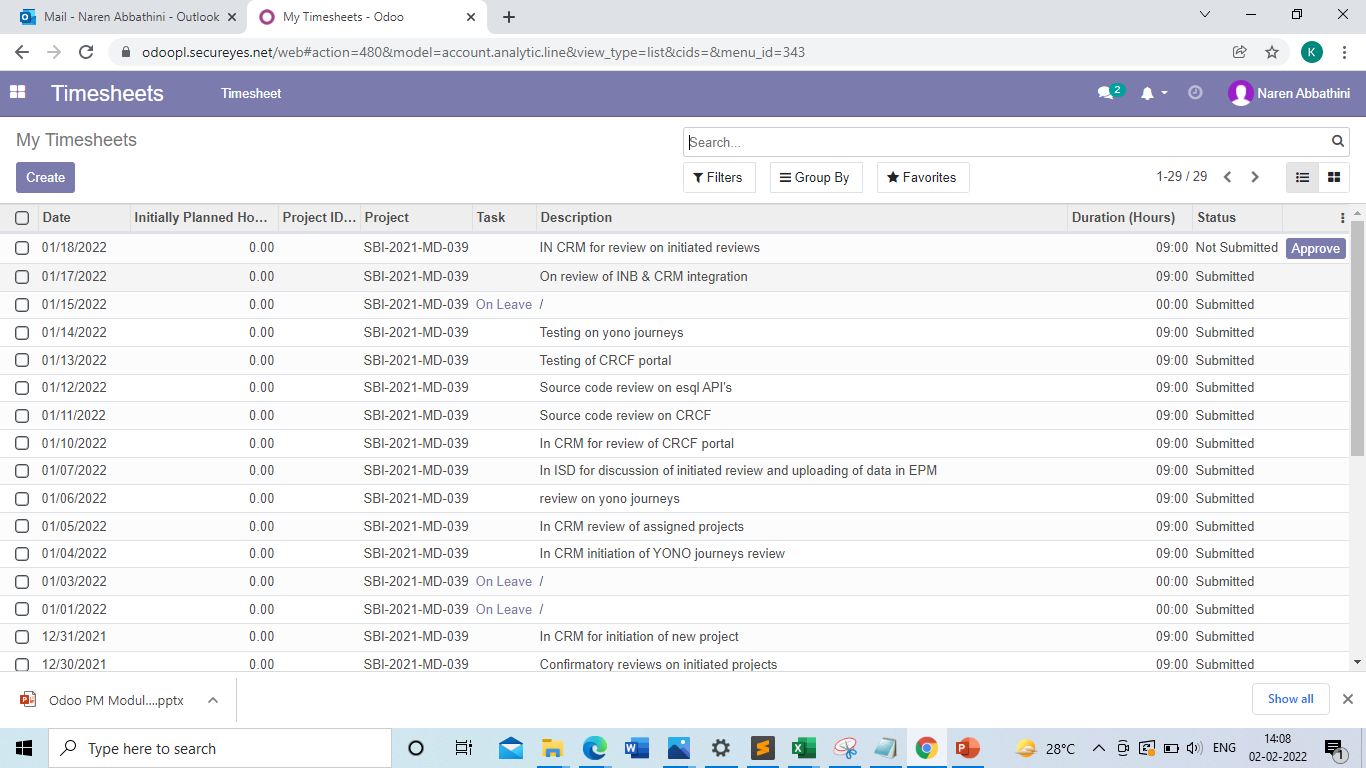 Mail - Naren Abbathini - Outlook
My Timesheets - Odoo
odoopl.secureyes.net/web#action=480&model=account.analytic.line&view_type=list&cids=&menu_id=343
K
Timesheets
Timesheet
2
Naren Abbathini
My Timesheets
Search...
Create
Filters
Group By
Favorites
1-29 / 29
Date Initially Planned Ho... Project ID... Project Task Description Duration (Hours) Status
01/18/2022 0.00 SBI-2021-MD-039 IN CRM for review on initiated reviews 09:00 Not Submitted Approve
01/17/2022 0.00 SBI-2021-MD-039 On review of INB & CRM integration 09:00 Submitted
01/15/2022 0.00 SBI-2021-MD-039 On Leave / 00:00 Submitted
01/14/2022 0.00 SBI-2021-MD-039 Testing on yono journeys 09:00 Submitted
01/13/2022 0.00 SBI-2021-MD-039 Testing of CRCF portal 09:00 Submitted
01/12/2022 0.00 SBI-2021-MD-039 Source code review on esql API's 09:00 Submitted
01/11/2022 0.00 SBI-2021-MD-039 Source code review on CRCF 09:00 Submitted
01/10/2022 0.00 SBI-2021-MD-039 In CRM for review of CRCF portal 09:00 Submitted
01/07/2022 0.00 SBI-2021-MD-039 In ISD for discussion of initiated review and uploading of data in EPM 09:00 Submitted
01/06/2022 0.00 SBI-2021-MD-039 review on yono journeys 09:00 Submitted
01/05/2022 0.00 SBI-2021-MD-039 In CRM review of assigned projects 09:00 Submitted
01/04/2022 0.00 SBI-2021-MD-039 In CRM initiation of YONO journeys review 09:00 Submitted
01/03/2022 0.00 SBI-2021-MD-039 On Leave / 00:00 Submitted
01/01/2022 0.00 SBI-2021-MD-039 On Leave / 00:00 Submitted
12/31/2021 0.00 SBI-2021-MD-039 In CRM for initiation of new project 09:00 Submitted
12/30/2021 0.00 SBI-2021-MD-039 Confirmatory reviews on initiated projects 09:00 Submitted
Odoo PM Modul....pptx
Show all
Type here to search
28°C
ENG
14:08
02-02-2022
1